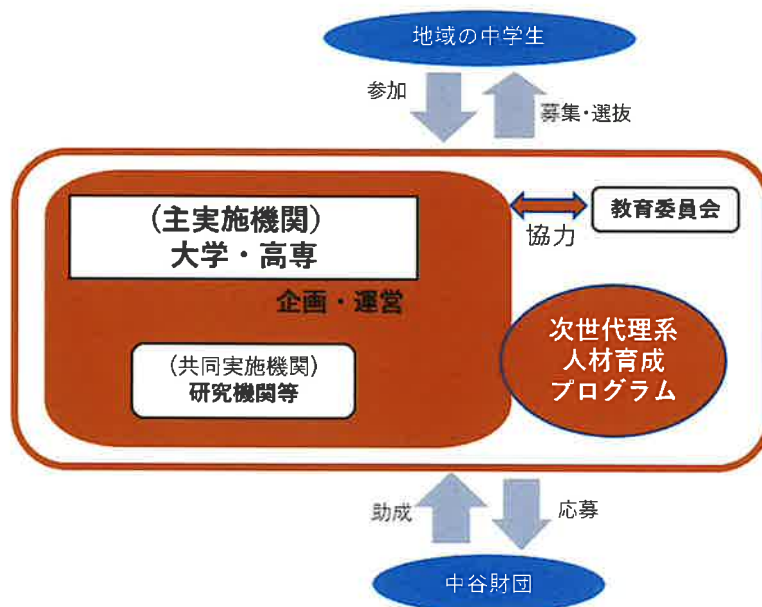 地域の中学生
参加
募集・選抜
(主実施機関)
大学・高専
教育委員会
協力
企画・運営
次世代理系
人材育成
プログラム
(共同実施機関)
研究機関等
助成
応募
中谷財団